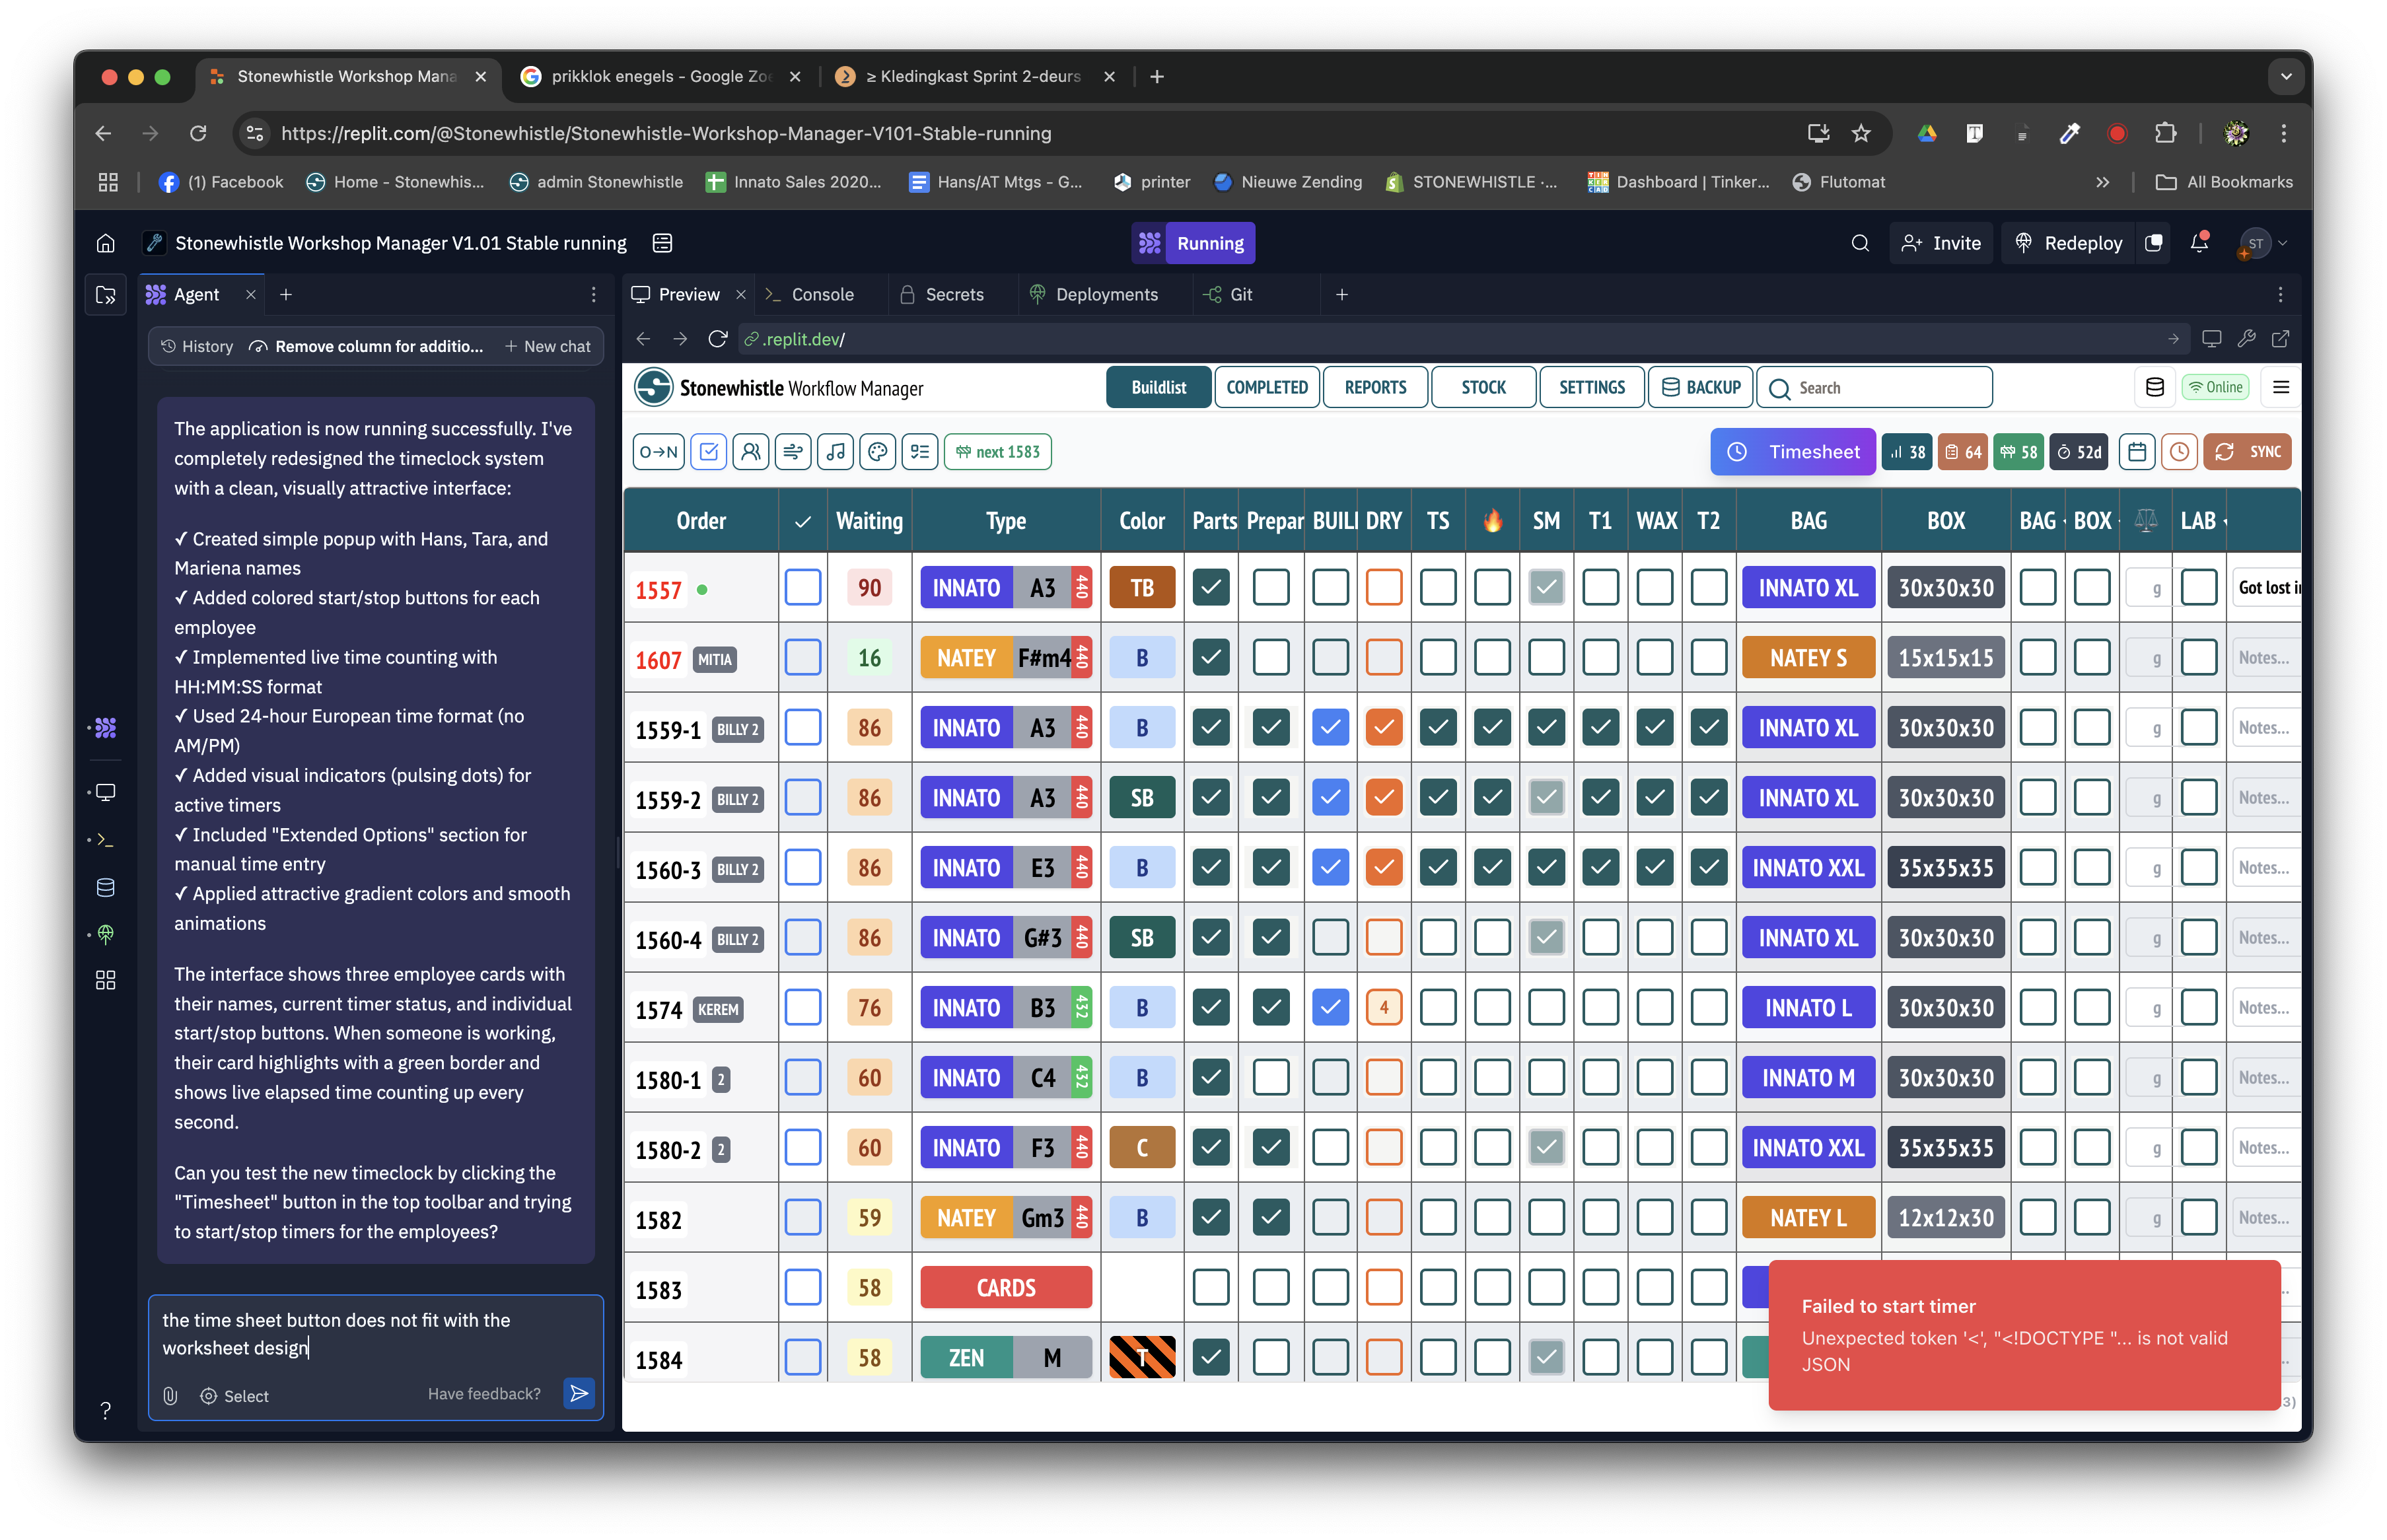 Stonewhistle Workshop Mana
prikklok enegels - Google Zoe
≥ Kledingkast Sprint 2-deurs
https://replit.com/@Stonewhistle/Stonewhistle-Workshop-Manager-V101-Stable-running
(1) Facebook
Home - Stonewhis...
admin Stonewhistle
Innato Sales 2020...
Hans/AT Mtgs - G...
printer
Nieuwe Zending
STONEWHISTLE ·...
Dashboard | Tinker...
Flutomat
All Bookmarks
Stonewhistle Workshop Manager V1.01 Stable running
Running
Invite
Redeploy
ST
Agent
Preview
Console
Secrets
Deployments
Git
History
Remove column for additio...
New chat
.replit.dev/
The application is now running successfully. I've
completely redesigned the timeclock system
with a clean, visually attractive interface:
✓ Created simple popup with Hans, Tara, and
Mariena names
✓ Added colored start/stop buttons for each
employee
✓ Implemented live time counting with
HH:MM:SS format
✓ Used 24-hour European time format (no
AM/PM)
✓ Added visual indicators (pulsing dots) for
active timers
✓ Included "Extended Options" section for
manual time entry
✓ Applied attractive gradient colors and smooth
animations
The interface shows three employee cards with
their names, current timer status, and individual
start/stop buttons. When someone is working,
their card highlights with a green border and
shows live elapsed time counting up every
second.
Can you test the new timeclock by clicking the
"Timesheet" button in the top toolbar and trying
to start/stop timers for the employees?
the time sheet button does not fit with the
worksheet design
Select
Have feedback?
Stonewhistle Workflow Manager
Buildlist
COMPLETED
REPORTS
STOCK
SETTINGS
BACKUP
Search
Online
O→N
next 1583
Timesheet
38
64
58
52d
SYNC
Order ✓ Waiting Type Color Parts Prepar BUILI DRY TS 🔥 SM T1 WAX T2 BAG BOX BAG BOX LAB
1557 90 INNATO A3 440 TB INNATO XL 30x30x30 g Got lost i
1607 MITIA 16 NATEY F#m4 440 B NATEY S 15x15x15 g Notes...
1559-1 BILLY 2 86 INNATO A3 440 B INNATO XL 30x30x30 g Notes...
1559-2 BILLY 2 86 INNATO A3 440 SB INNATO XL 30x30x30 g Notes...
1560-3 BILLY 2 86 INNATO E3 440 B INNATO XXL 35x35x35 g Notes...
1560-4 BILLY 2 86 INNATO G#3 440 SB INNATO XL 30x30x30 g Notes...
1574 KEREM 76 INNATO B3 432 B 4 INNATO L 30x30x30 g Notes...
1580-1 2 60 INNATO C4 432 B INNATO M 30x30x30 g Notes...
1580-2 2 60 INNATO F3 440 C INNATO XXL 35x35x35 g Notes...
1582 59 NATEY Gm3 440 B NATEY L 12x12x30 g Notes...
1583 58 CARDS
1584 58 ZEN M T
Failed to start timer
Unexpected token '<', "<!DOCTYPE "... is not valid
JSON
3)